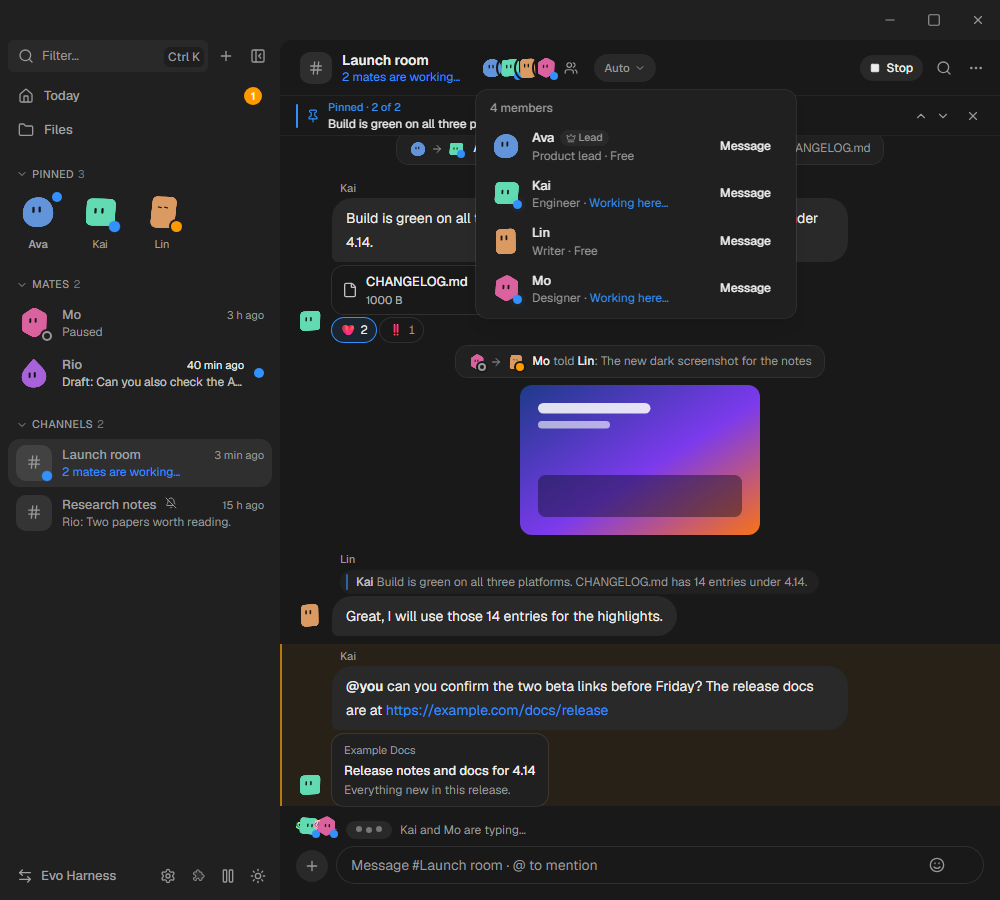 Filter...
Ctrl K
Today
1
Files
PINNED 3
Ava
Kai
Lin
MATES 2
Mo
3 h ago
Paused
Rio
40 min ago
Draft: Can you also check the A...
CHANNELS 2
Launch room
3 min ago
2 mates are working...
Research notes
15 h ago
Rio: Two papers worth reading.
Evo Harness
Launch room
2 mates are working...
Auto
Stop
Pinned · 2 of 2
Build is green on all three p
4 members
Ava
Lead
Product lead · Free
Message
Kai
Engineer · Working here...
Message
Lin
Writer · Free
Message
Mo
Designer · Working here...
Message
ANGELOG.md
Kai
Build is green on all
der
4.14.
CHANGELOG.md
1000 B
2
1
Mo told Lin: The new dark screenshot for the notes
Lin
Kai Build is green on all three platforms. CHANGELOG.md has 14 entries under 4.14.
Great, I will use those 14 entries for the highlights.
Kai
@you can you confirm the two beta links before Friday? The release docs
are at https://example.com/docs/release
Example Docs
Release notes and docs for 4.14
Everything new in this release.
Kai and Mo are typing...
Message #Launch room · @ to mention